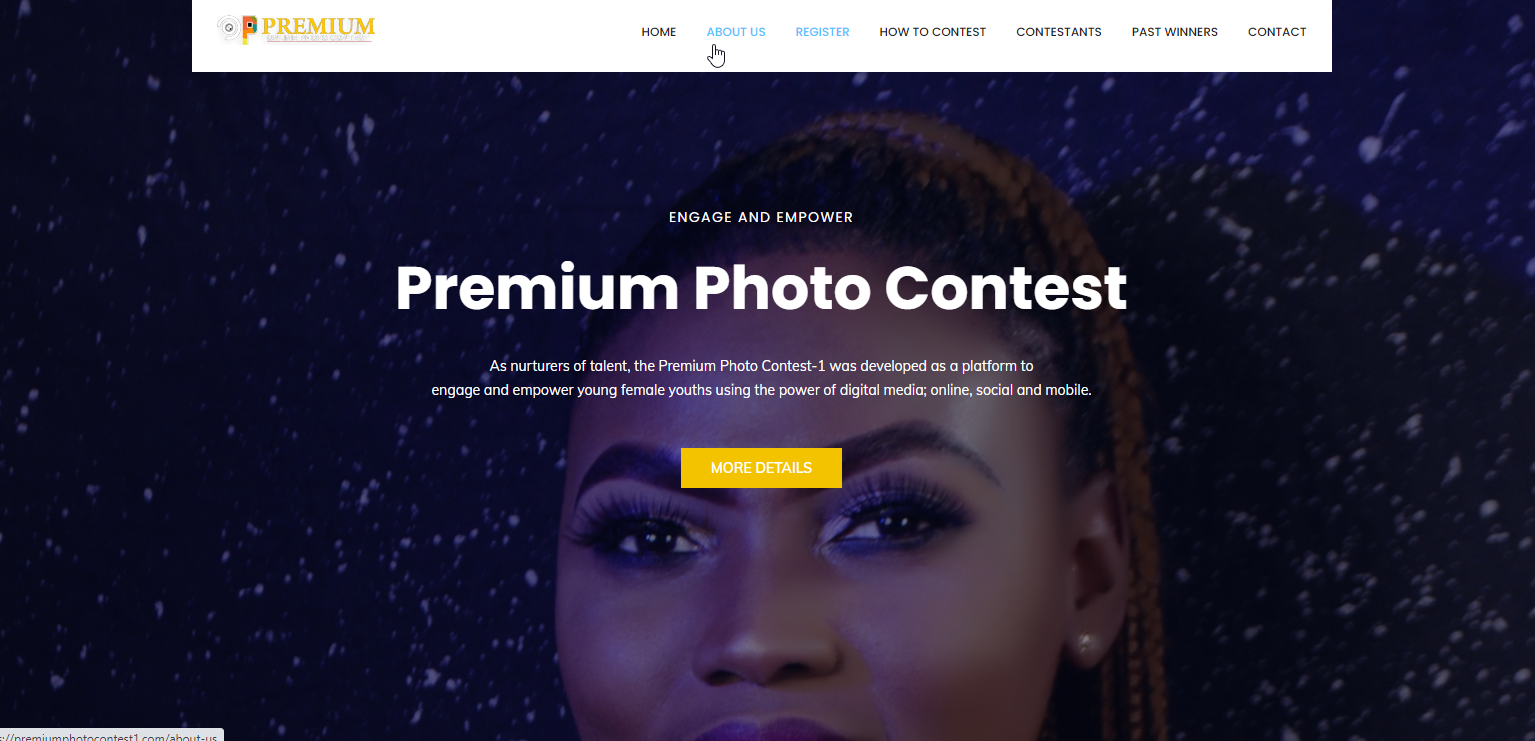 PREMIUM
HOME
ABOUT US
REGISTER
HOW TO CONTEST
CONTESTANTS
PAST WINNERS
CONTACT
ENGAGE AND EMPOWER
Premium Photo Contest
As nurturers of talent, the Premium Photo Contest-1 was developed as a platform to
engage and empower young female youths using the power of digital media; online, social and mobile.
MORE DETAILS
s://premiumphotocontest1.com/about-us